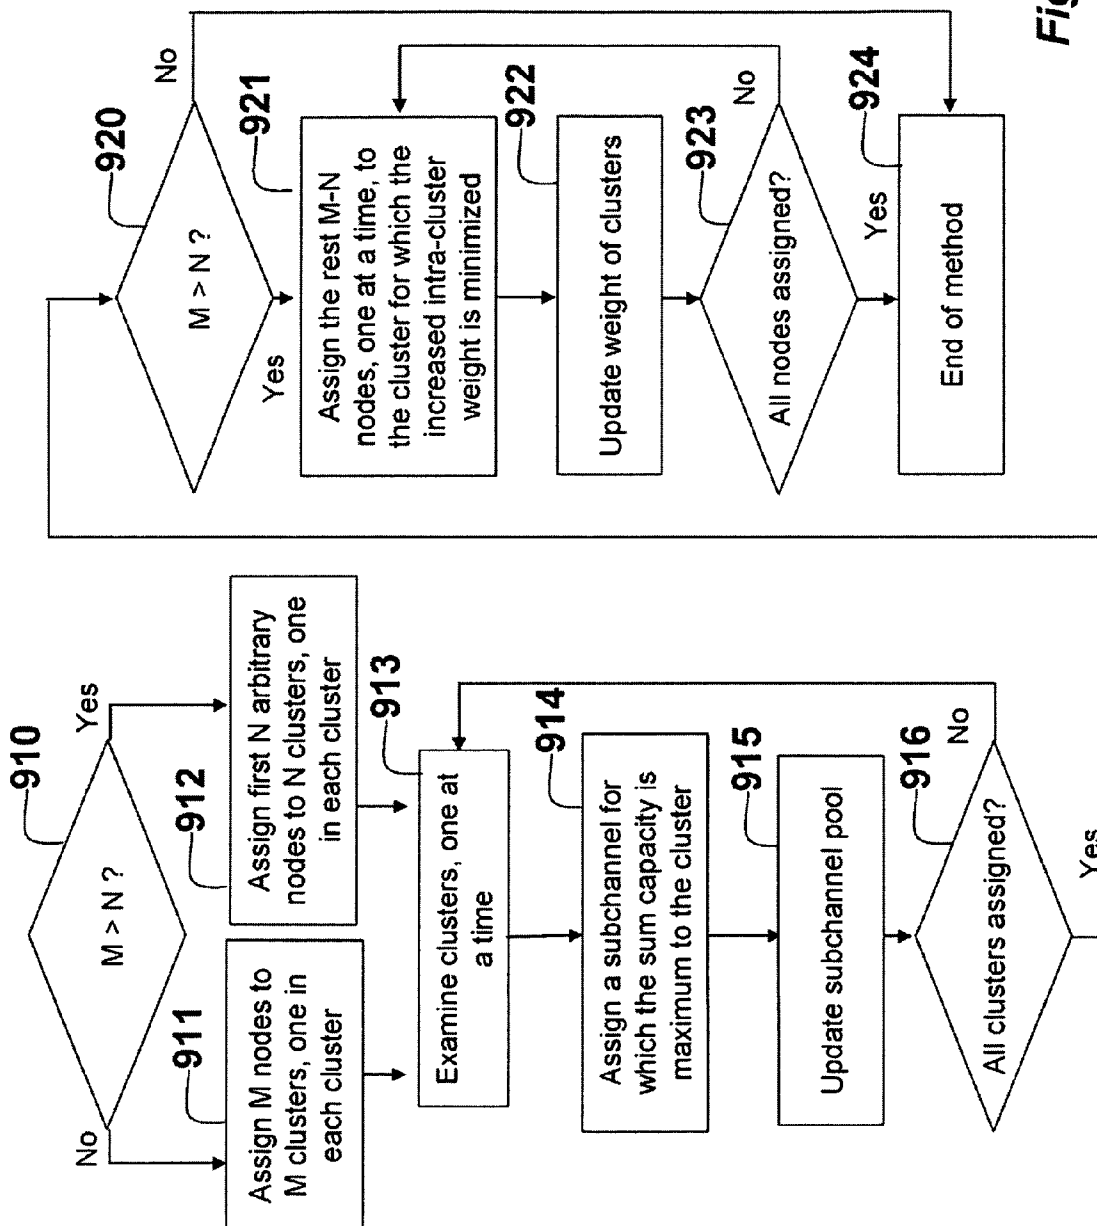 910
M > N ?
No
Yes
911
Assign M nodes to
M clusters, one in
each cluster
912
Assign first N arbitrary
nodes to N clusters, one
in each cluster
913
Examine clusters, one at
a time
914
Assign a subchannel for
which the sum capacity is
maximum to the cluster
915
Update subchannel pool
916
All clusters assigned?
No
Yes
920
M > N ?
No
Yes
921
Assign the rest M-N
nodes, one at a time, to
the cluster for which the
increased intra-cluster
weight is minimized
922
Update weight of clusters
923
All nodes assigned?
No
Yes
924
End of method
Fig